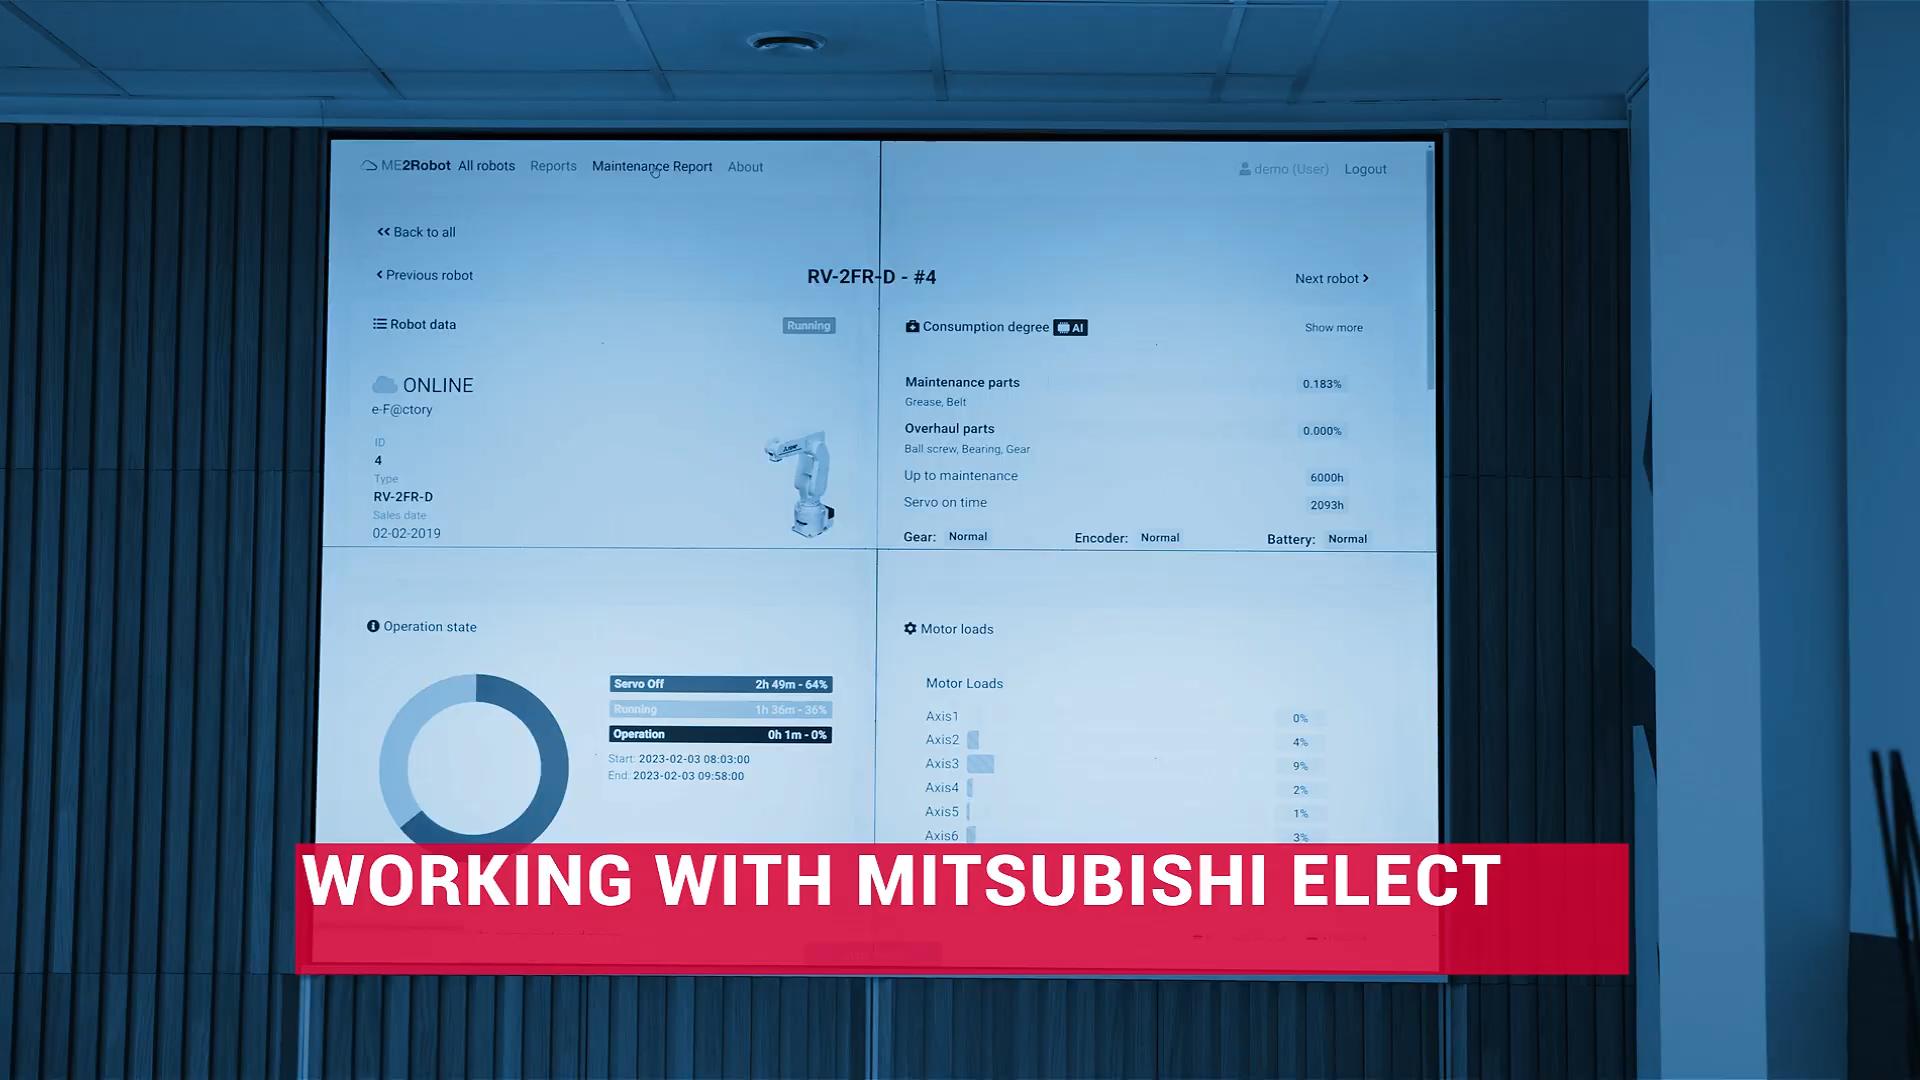 ME2Robot All robots Reports Maintenance Report About demo (User) Logout
Back to all
Previous robot
RV-2FR-D - #4
Next robot
Robot data
Running
ONLINE
e-F@ctory
ID
4
Type
RV-2FR-D
Sales date
02-02-2019
Consumption degree AI
Show more
Maintenance parts 0.183%
Grease, Belt
Overhaul parts 0.000%
Ball screw, Bearing, Gear
Up to maintenance 6000h
Servo on time 2093h
Gear: Normal Encoder: Normal Battery: Normal
Operation state
Servo Off 2h 49m - 64%
Running 1h 36m - 36%
Operation 0h 1m - 0%
Start: 2023-02-03 08:03:00
End: 2023-02-03 09:58:00
Motor loads
Motor Loads
Axis1 0%
Axis2 4%
Axis3 9%
Axis4 2%
Axis5 1%
Axis6 3%
WORKING WITH MITSUBISHI ELECT